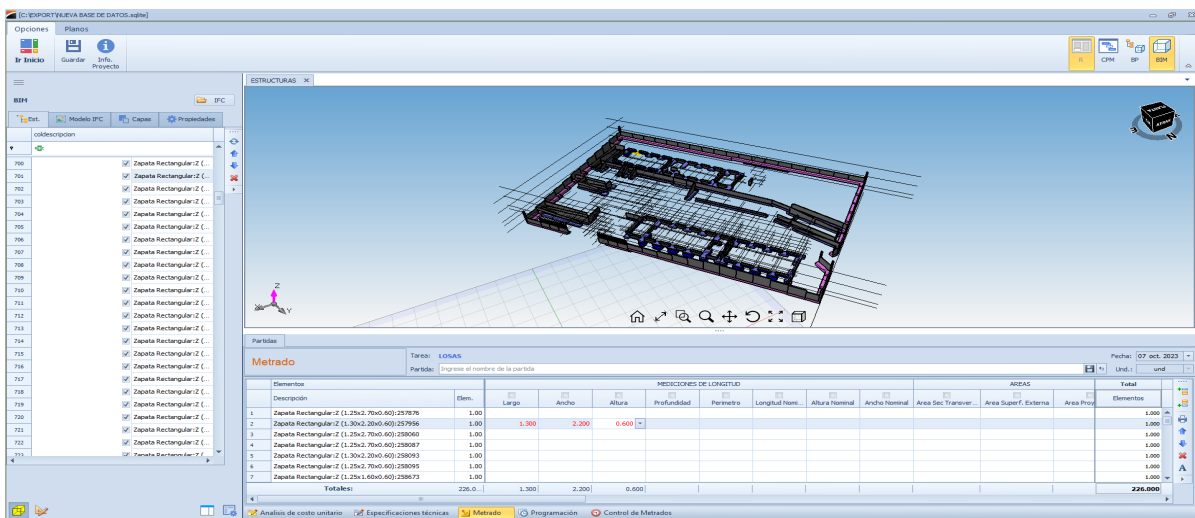 [C:\EXPORT\NUEVA BASE DE DATOS.sqlite]
Opciones Planos
Ir Inicio Guardar Info. Proyecto R CPM BP BIM
ESTRUCTURAS
BIM IFC
Est. Modelo IFC Capas Propiedades
coldescripcion
700 Zapata Rectangular:Z (...
701 Zapata Rectangular:Z (...
702 Zapata Rectangular:Z (...
703 Zapata Rectangular:Z (...
704 Zapata Rectangular:Z (...
705 Zapata Rectangular:Z (...
706 Zapata Rectangular:Z (...
707 Zapata Rectangular:Z (...
708 Zapata Rectangular:Z (...
709 Zapata Rectangular:Z (...
710 Zapata Rectangular:Z (...
711 Zapata Rectangular:Z (...
712 Zapata Rectangular:Z (...
713 Zapata Rectangular:Z (...
714 Zapata Rectangular:Z (...
715 Zapata Rectangular:Z (...
716 Zapata Rectangular:Z (...
717 Zapata Rectangular:Z (...
718 Zapata Rectangular:Z (...
719 Zapata Rectangular:Z (...
720 Zapata Rectangular:Z (...
721 Zapata Rectangular:Z (...
722 Zapata Rectangular:Z (...
723 Zapata Rectangular:Z (...
Z
Y
Partidas
Metrado
Tarea: LOSAS Fecha: 07 oct. 2023
Partida: Ingrese el nombre de la partida Und.: und
Elementos MEDICIONES DE LONGITUD AREAS Total
Descripción Elem. Largo Ancho Altura Profundidad Perimetro Longitud Nomi... Altura Nominal Ancho Nominal Area Sec Transver... Area Superf. Externa Area Proy Elementos
1 Zapata Rectangular:Z (1.25x2.70x0.60):257876 1.00 1.000
2 Zapata Rectangular:Z (1.30x2.20x0.60):257956 1.00 1.300 2.200 0.600 1.000
3 Zapata Rectangular:Z (1.25x2.70x0.60):258060 1.00 1.000
4 Zapata Rectangular:Z (1.25x2.70x0.60):258087 1.00 1.000
5 Zapata Rectangular:Z (1.30x2.20x0.60):258093 1.00 1.000
6 Zapata Rectangular:Z (1.25x2.70x0.60):258095 1.00 1.000
7 Zapata Rectangular:Z (1.25x1.60x0.60):258673 1.00 1.000
Totales: 226.0... 1.300 2.200 0.600 226.000
Analisis de costo unitario Especificaciones técnicas Metrado Programación Control de Metrados